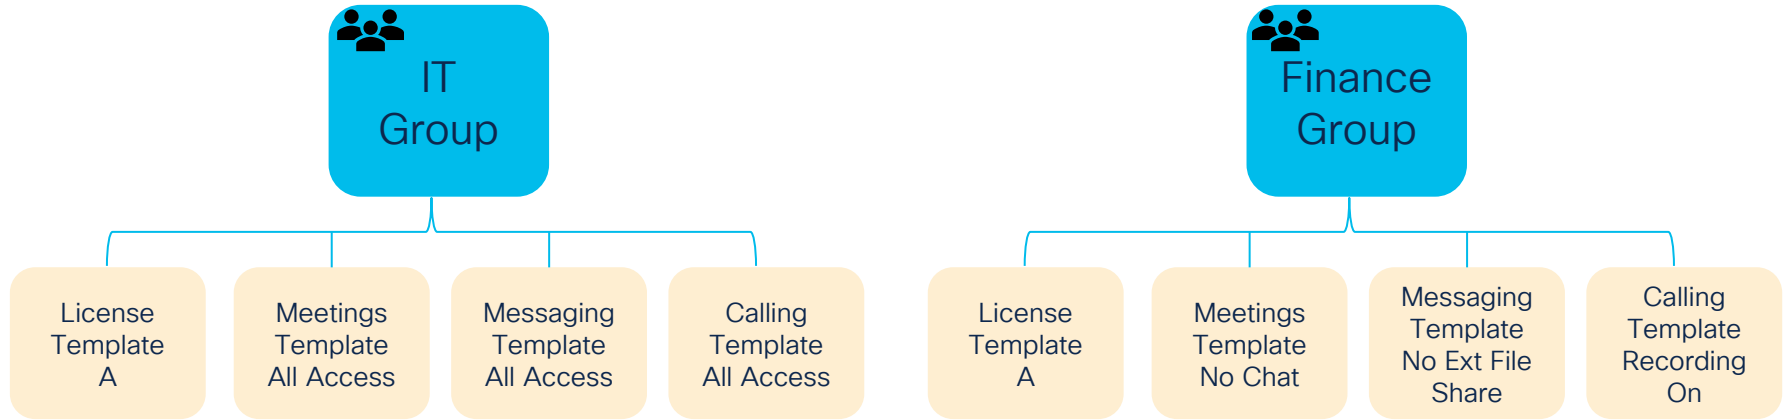 IT
Group
License
Template
A
Meetings
Template
All Access
Messaging
Template
All Access
Calling
Template
All Access
Finance
Group
License
Template
A
Meetings
Template
No Chat
Messaging
Template
No Ext File
Share
Calling
Template
Recording
On